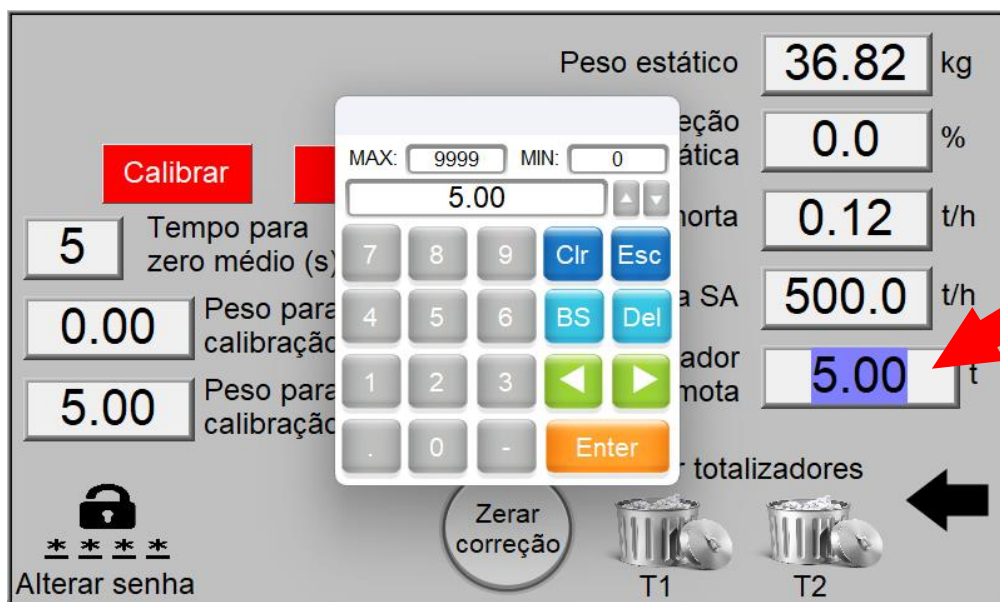 Peso estático 36.82 kg
eção
ática 0.0 %
Calibrar
norta 0.12 t/h
5 Tempo para
zero médio (s)
a SA 500.0 t/h
0.00 Peso para
calibração
ador
mota 5.00 t
5.00 Peso para
calibração
MAX: 9999 MIN: 0
5.00
7 8 9 Clr Esc
4 5 6 BS Del
1 2 3
. 0 - Enter
totalizadores
Zerar
correção
* * * *
Alterar senha
T1 T2